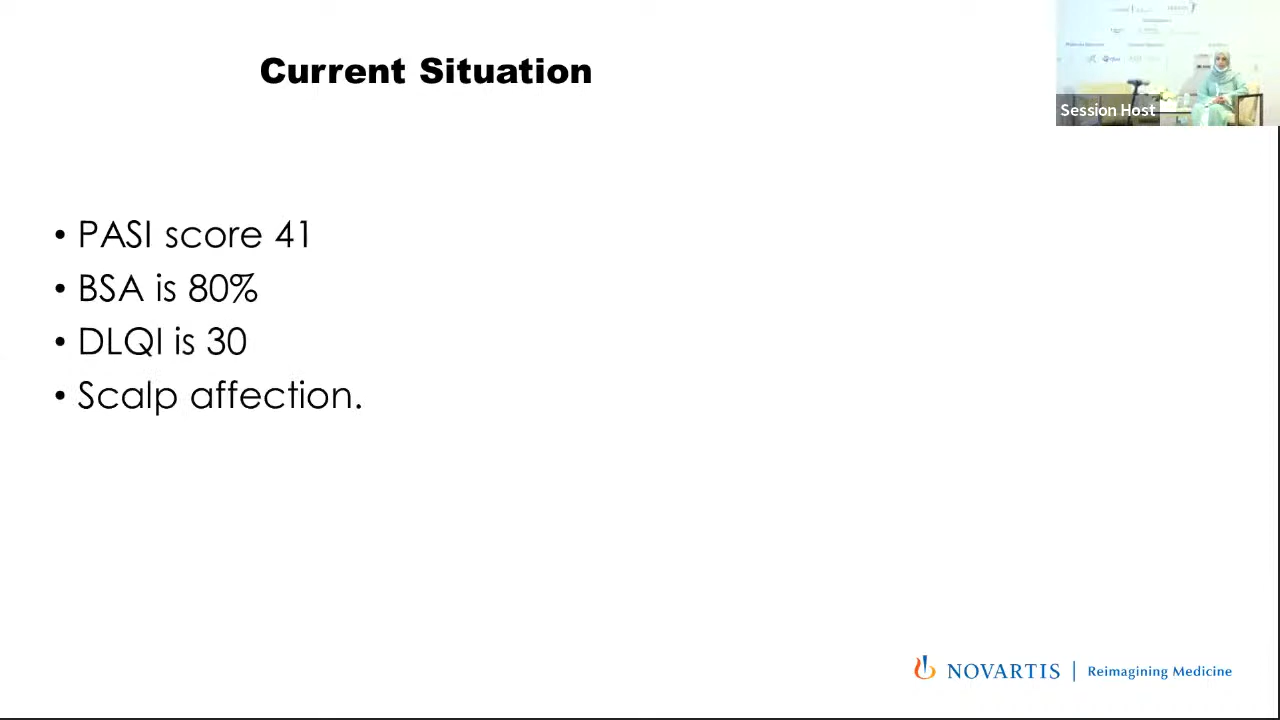 Current Situation
Session Host
• PASI score 41
• BSA is 80%
• DLQI is 30
• Scalp affection.
NOVARTIS | Reimagining Medicine